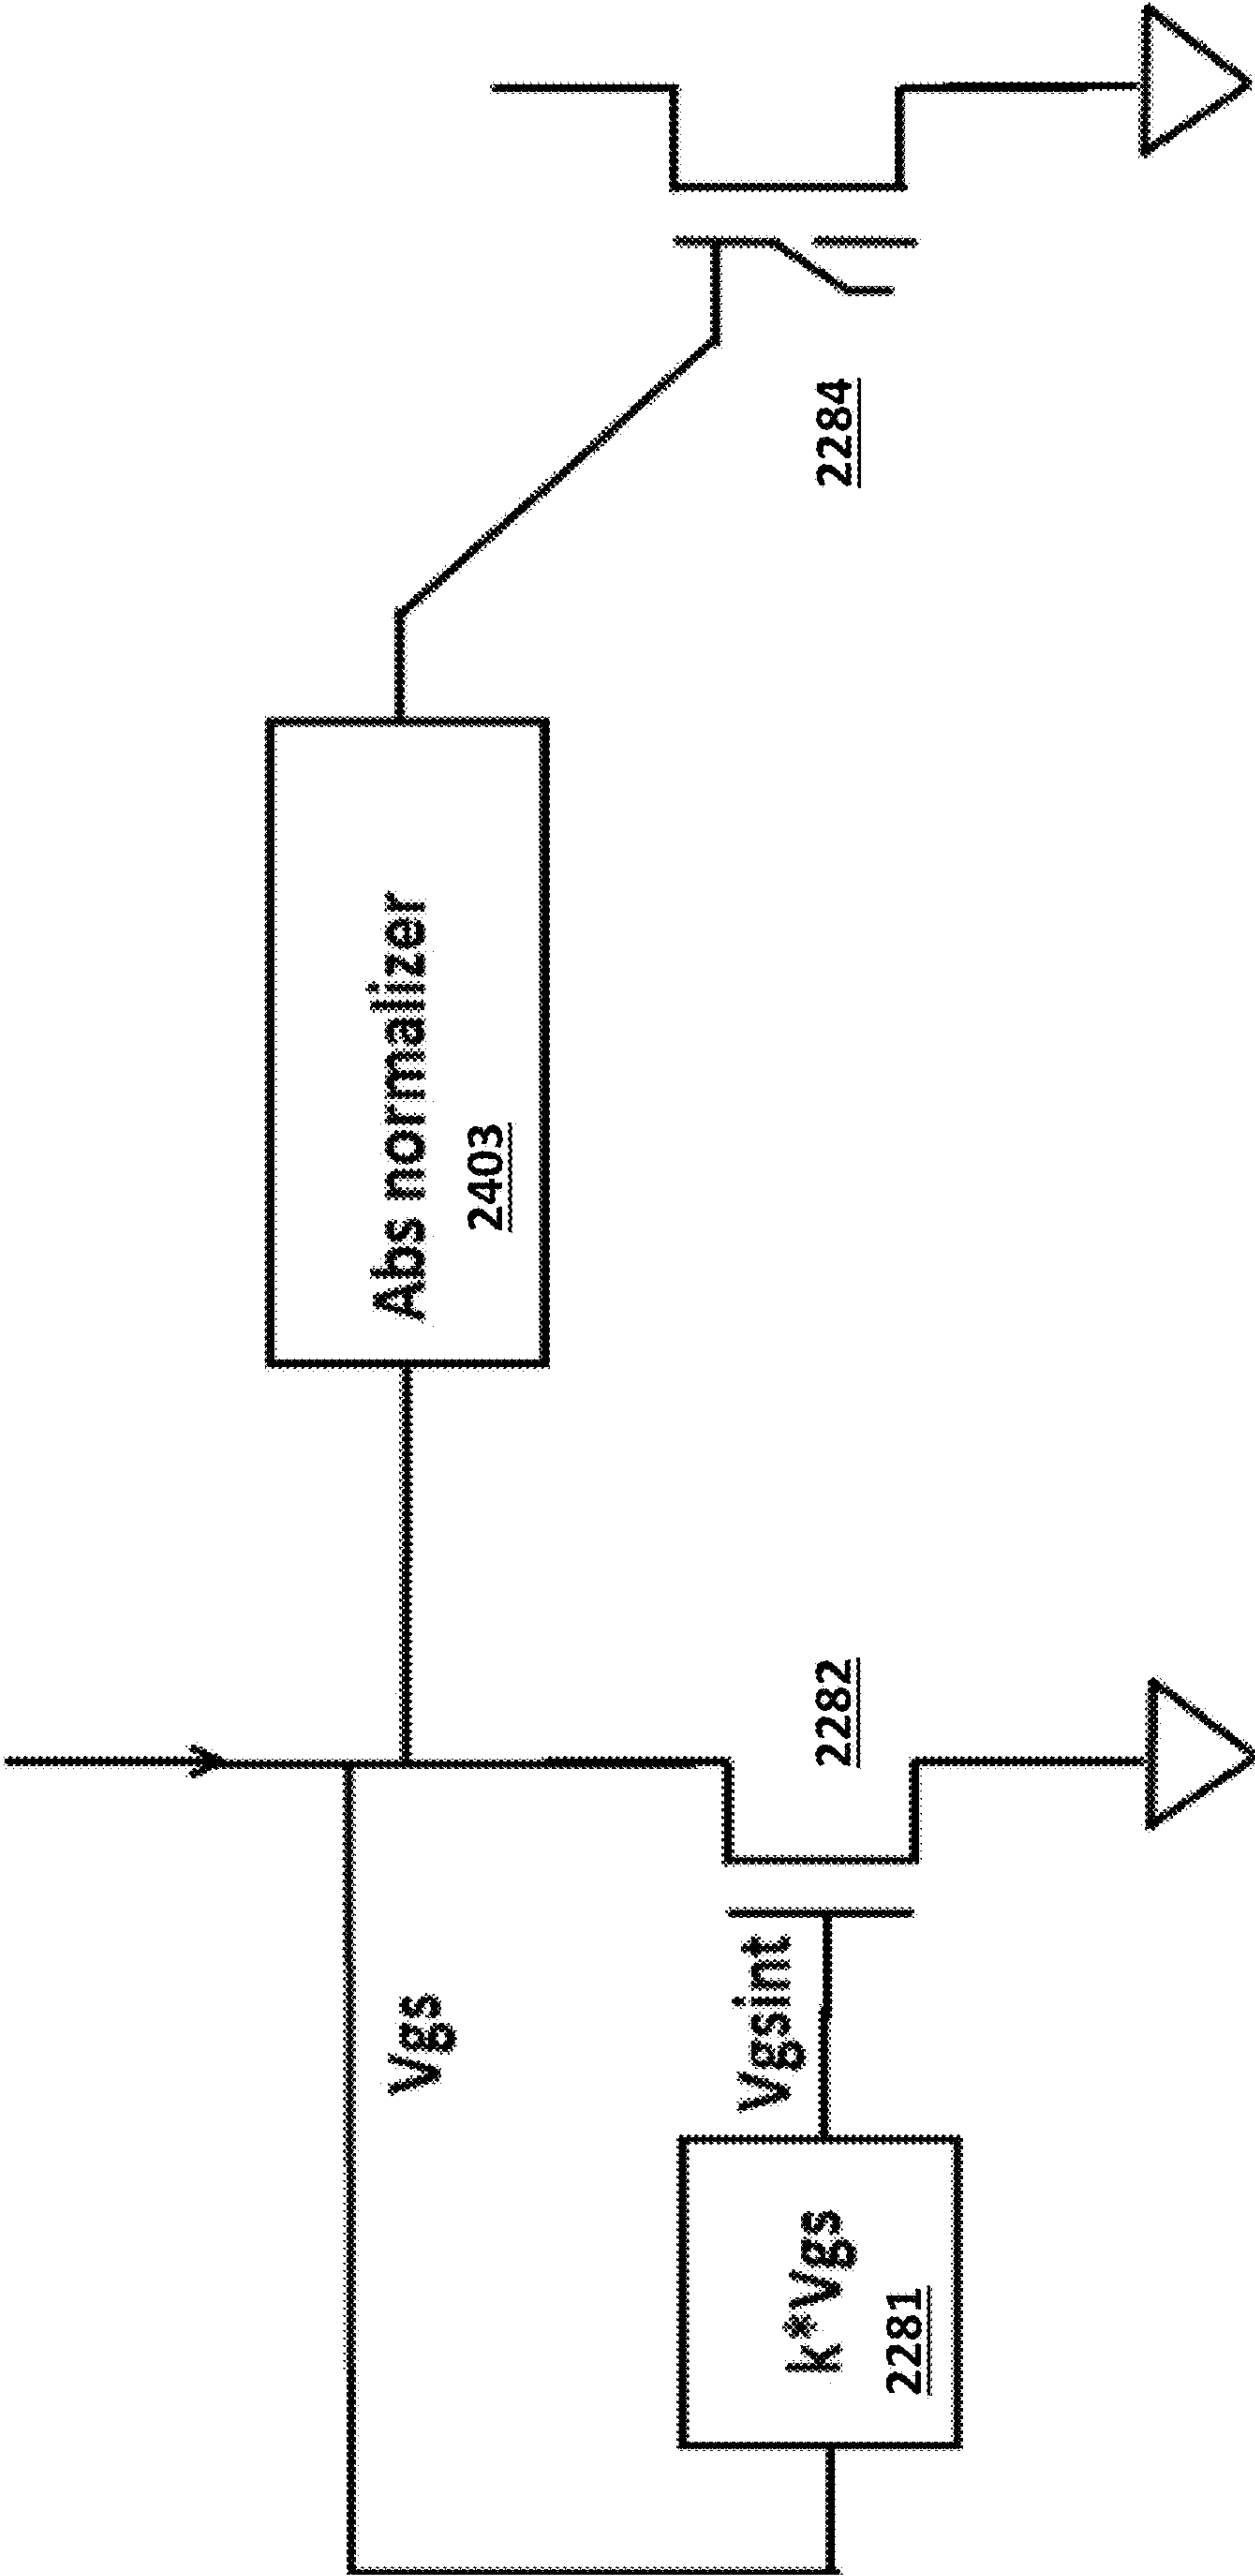 Vgs
k*Vgs
2281
Vgsint
2282
Abs normalizer
2403
2284